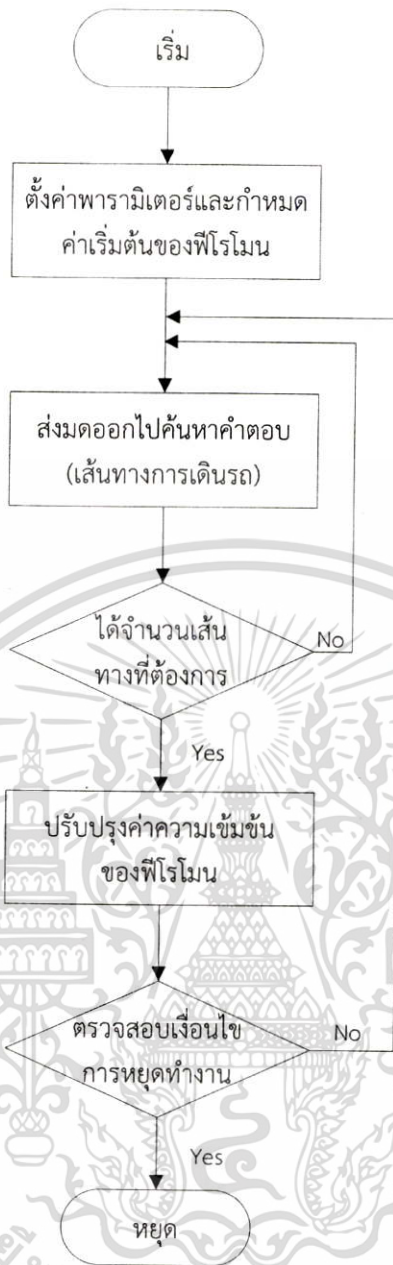 เริ่ม
ตั้งค่าพารามิเตอร์และกำหมด
ค่าเริ่มต้นของฟีโรโมน
ส่งมดออกไปค้นหาคำตอบ
(เส้นทางการเดินรถ)
ได้จำนวนเส้น
ทางที่ต้องการ
No
Yes
ปรับปรุงค่าความเข้มข้น
ของฟีโรโมน
ตรวจสอบเงื่อนไข
การหยุดทำงาน
No
Yes
หยุด